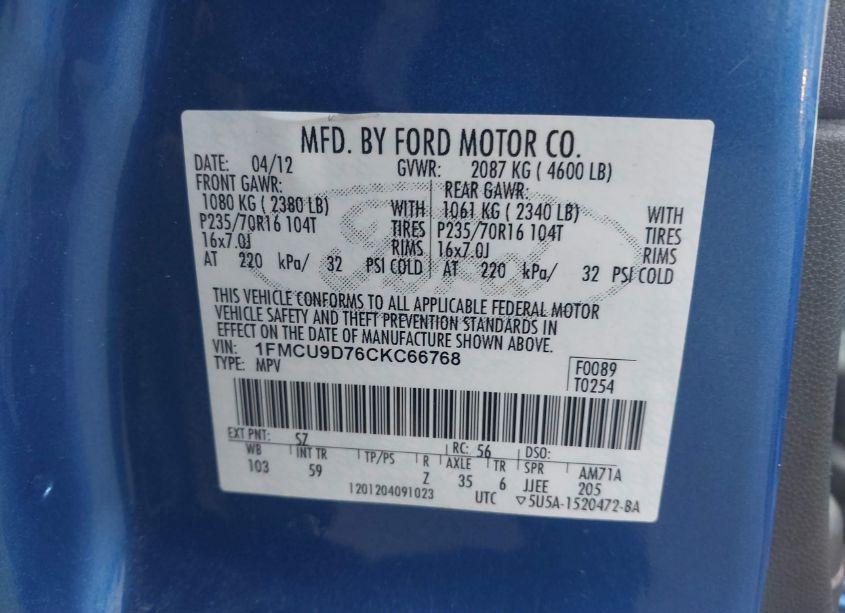 MFD. BY FORD MOTOR CO.
DATE: 04/12 GVWR: 2087 KG ( 4600 LB)
FRONT GAWR: REAR GAWR:
1080 KG ( 2380 LB) WITH 1061 KG ( 2340 LB) WITH
P235/70R16 104T TIRES P235/70R16 104T TIRES
16x7.0J RIMS 16x7.0J RIMS
AT 220 kPa/ 32 PSI COLD AT 220 kPa/ 32 PSI COLD
THIS VEHICLE CONFORMS TO ALL APPLICABLE FEDERAL MOTOR
VEHICLE SAFETY AND THEFT PREVENTION STANDARDS IN
EFFECT ON THE DATE OF MANUFACTURE SHOWN ABOVE.
VIN: 1FMCU9D76CKC66768 F0089
TYPE: MPV T0254
EXT PNT: SZ RC: 56 DSO:
WB INT TR TP/PS R AXLE TR SPR AM71A
103 59 Z 35 6 JJEE 205
1201204091023 UTC ▽5U5A-1520472-BA
Ford